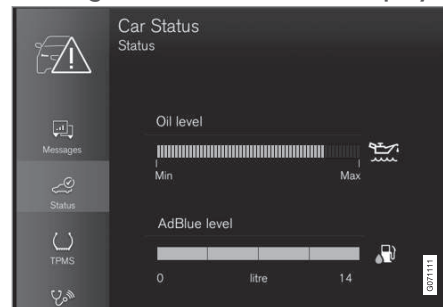 Car Status
Status
Messages
Status
TPMS
Oil level
Min Max
AdBlue level
0 litre 14
G071111